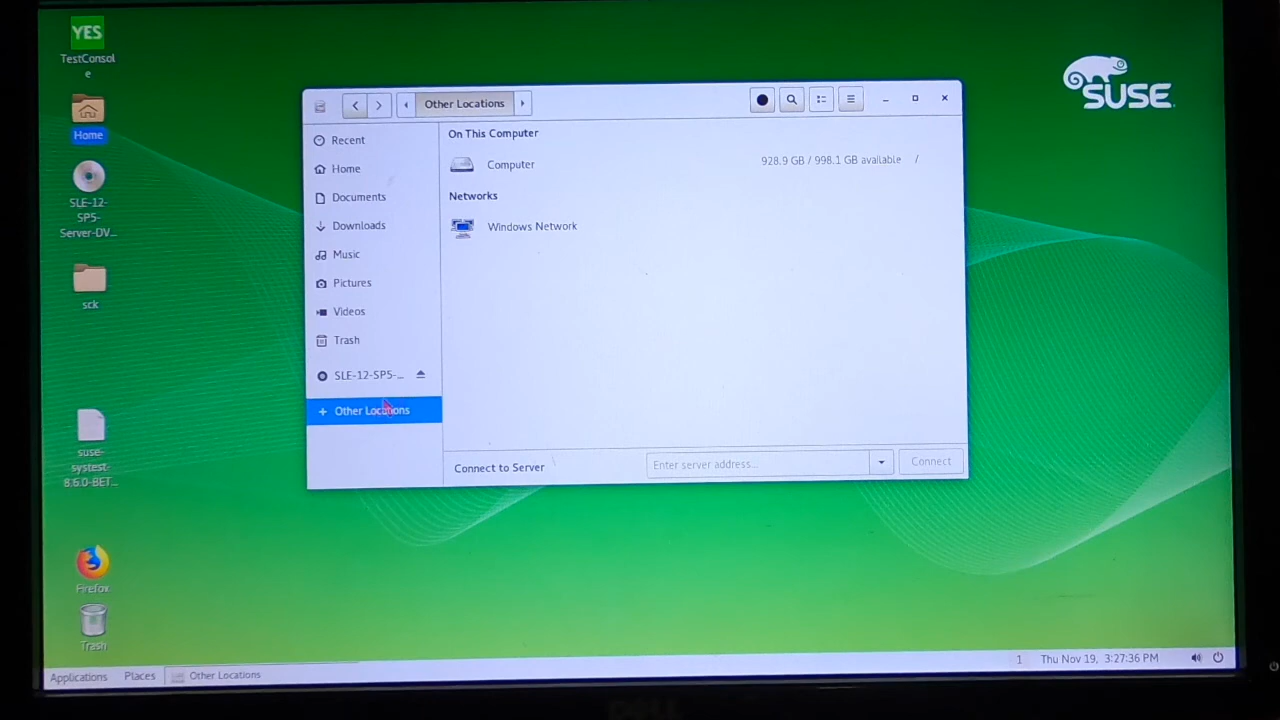 YES
TestConsol
e
Home
SLE-12-
SP5-
Server-DV...
sck
suse-
systest-
8.6.0-BET...
Firefox
Trash
SUSE
Other Locations
Recent
Home
Documents
Downloads
Music
Pictures
Videos
Trash
SLE-12-SP5-...
Other Locations
On This Computer
Computer 928.9 GB / 998.1 GB available /
Networks
Windows Network
Connect to Server Enter server address... Connect
Applications Places Other Locations 1 Thu Nov 19, 3:27:36 PM
DELL